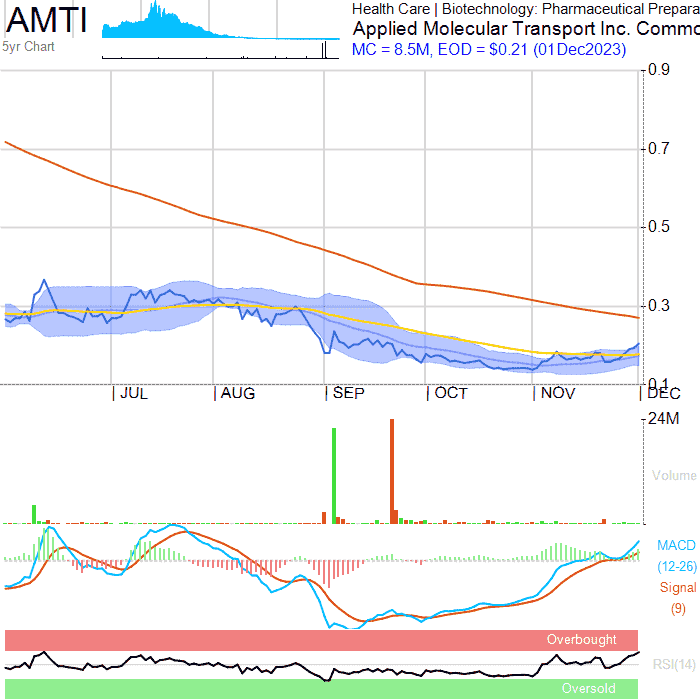 AMTI
5yr Chart
Health Care | Biotechnology: Pharmaceutical Prepara
Applied Molecular Transport Inc. Commo
MC = 8.5M, EOD = $0.21 (01Dec2023)
0.9
0.7
0.5
0.3
0.1
JUL AUG SEP OCT NOV DEC
24M
Volume
MACD
(12-26)
Signal
(9)
Overbought
RSI(14)
Oversold